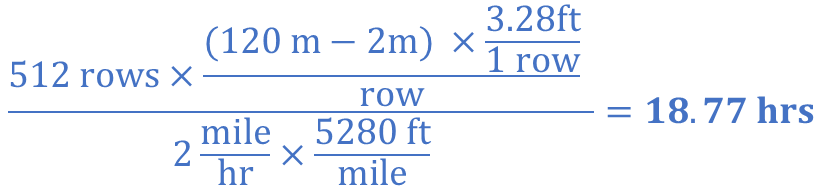 512 rows × (120 m − 2m) × 3.28ft
1 row
row
2 mile
hr × 5280 ft
mile = 18.77 hrs